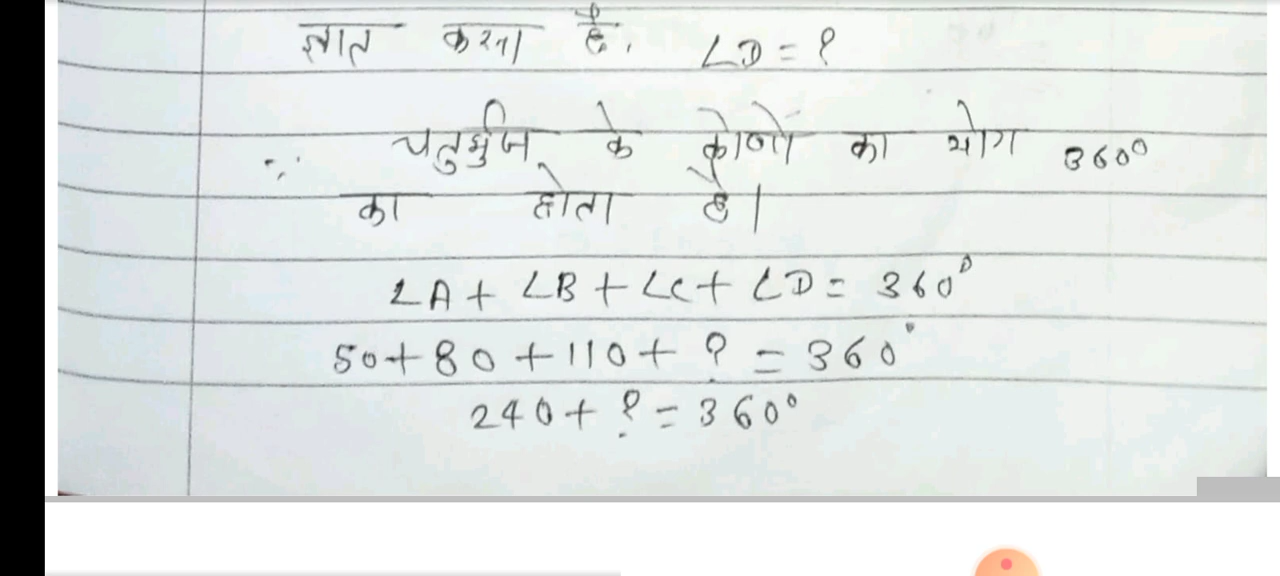 ज्ञात करना है, ∠D = ?
∵ चतुर्भुज के कोणों का योग 360°
का होता है।
∠A + ∠B + ∠C + ∠D = 360°
50 + 80 + 110 + ? = 360°
240 + ? = 360°